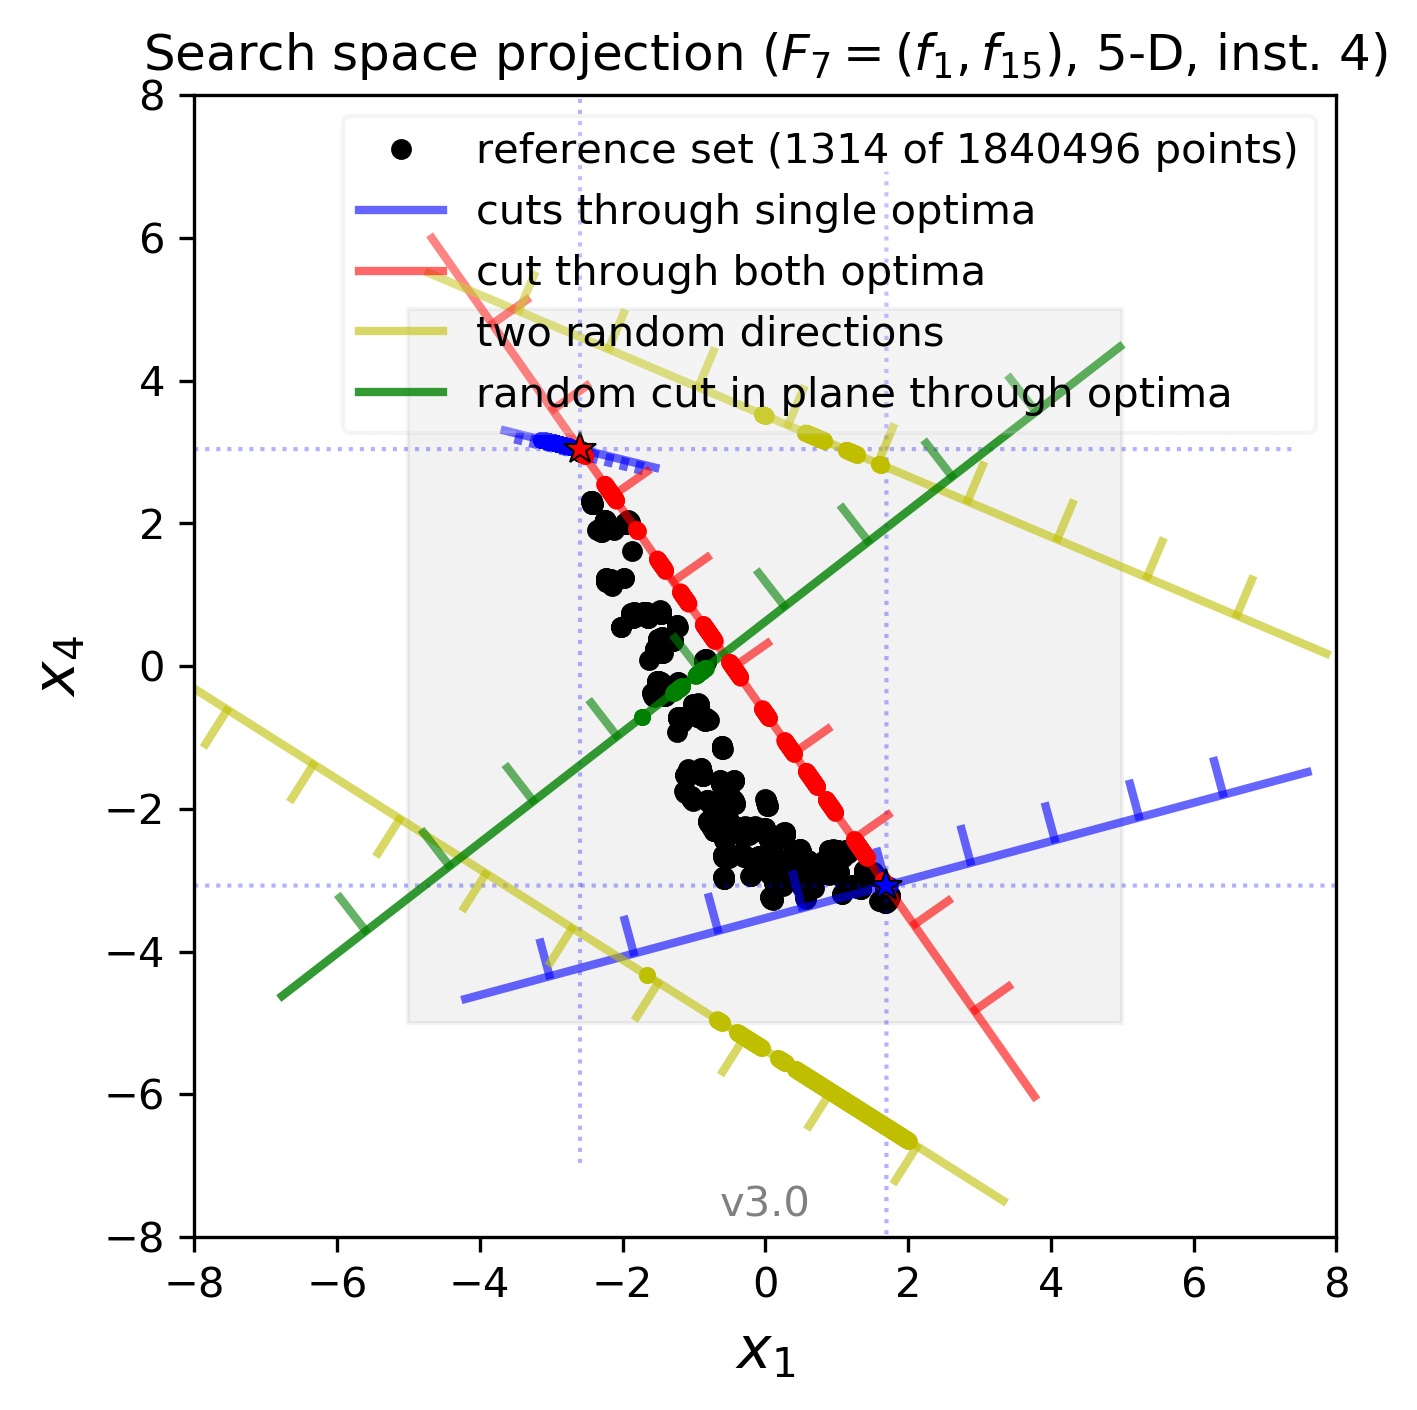 Search space projection (F₇ = (f₁, f₁₅), 5-D, inst. 4)
8
reference set (1314 of 1840496 points)
cuts through single optima
6
cut through both optima
two random directions
4
random cut in plane through optima
2
x₄
0
−2
−4
−6
v3.0
−8
−8 −6 −4 −2 0 2 4 6 8
x₁